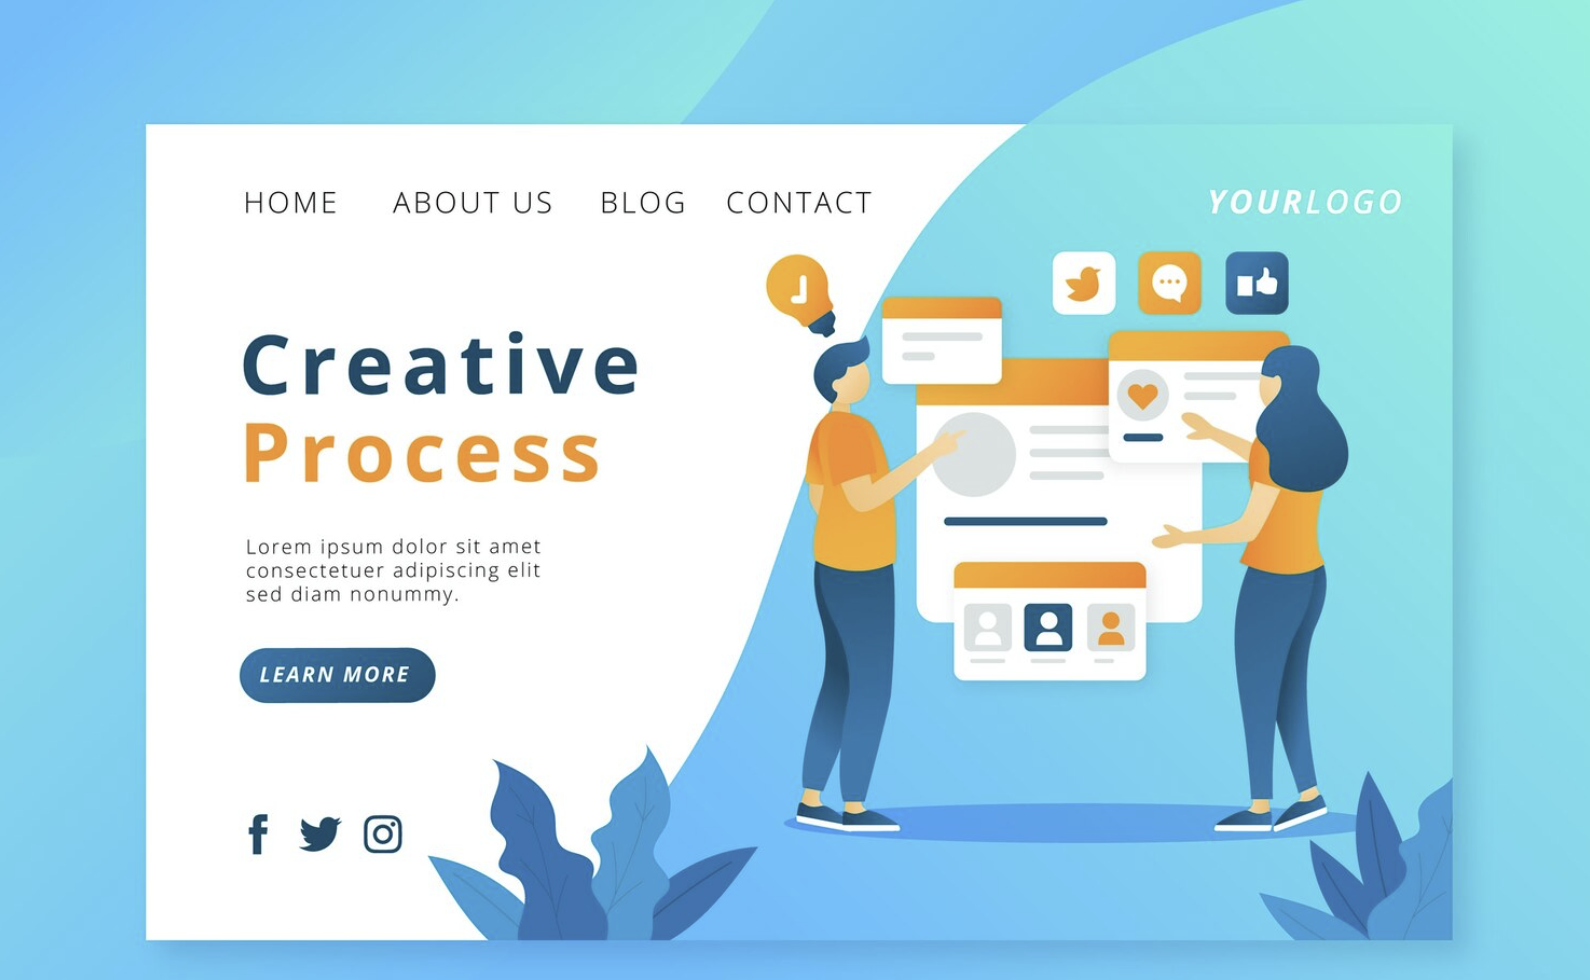 HOME ABOUT US BLOG CONTACT YOURLOGO
Creative
Process
Lorem ipsum dolor sit amet
consectetuer adipiscing elit
sed diam nonummy.
LEARN MORE